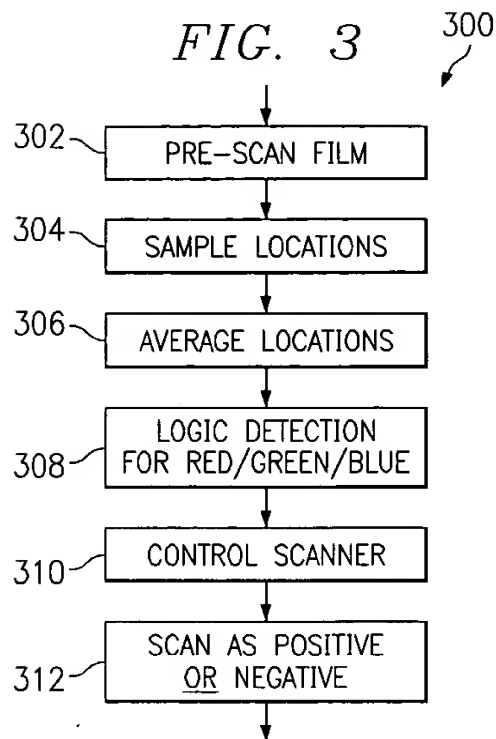 FIG. 3
300
302
PRE-SCAN FILM
304
SAMPLE LOCATIONS
306
AVERAGE LOCATIONS
308
LOGIC DETECTION
FOR RED/GREEN/BLUE
310
CONTROL SCANNER
312
SCAN AS POSITIVE
OR NEGATIVE